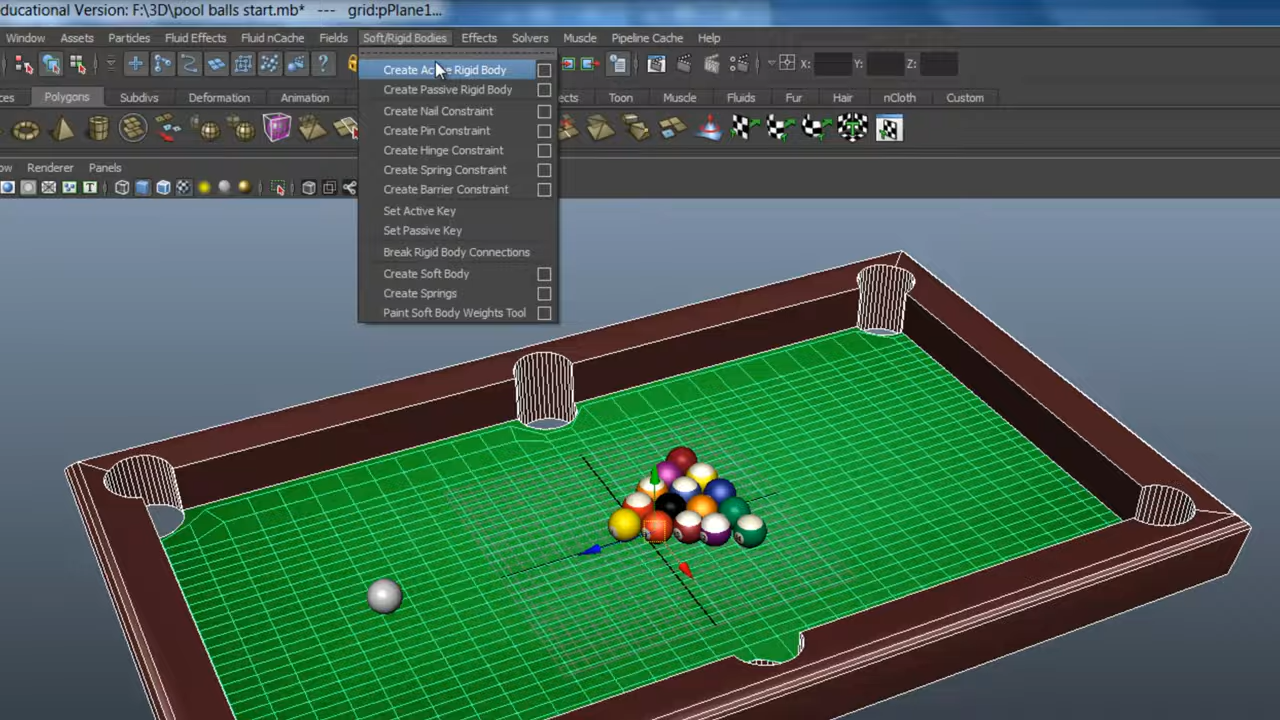 ducational Version: F:\3D\pool balls start.mb* --- grid:pPlane1...
Window Assets Particles Fluid Effects Fluid nCache Fields Soft/Rigid Bodies Effects Solvers Muscle Pipeline Cache Help
X: Y: Z:
ces Polygons Subdivs Deformation Animation ects Toon Muscle Fluids Fur Hair nCloth Custom
ow Renderer Panels
Create Active Rigid Body
Create Passive Rigid Body
Create Nail Constraint
Create Pin Constraint
Create Hinge Constraint
Create Spring Constraint
Create Barrier Constraint
Set Active Key
Set Passive Key
Break Rigid Body Connections
Create Soft Body
Create Springs
Paint Soft Body Weights Tool